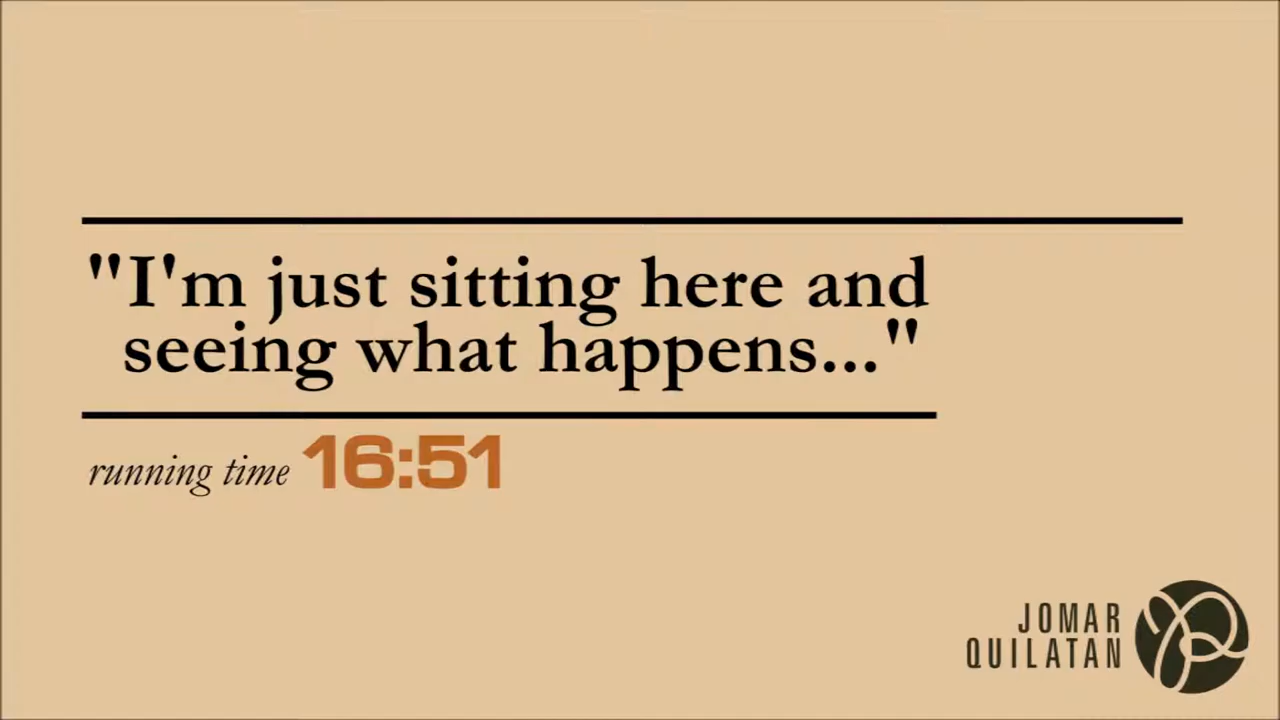 "I'm just sitting here and
seeing what happens..."
running time 16:51
JOMAR
QUILATAN